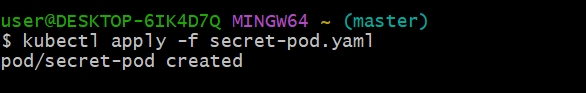 user@DESKTOP-6IK4D7Q MINGW64 ~ (master)
$ kubectl apply -f secret-pod.yaml
pod/secret-pod created